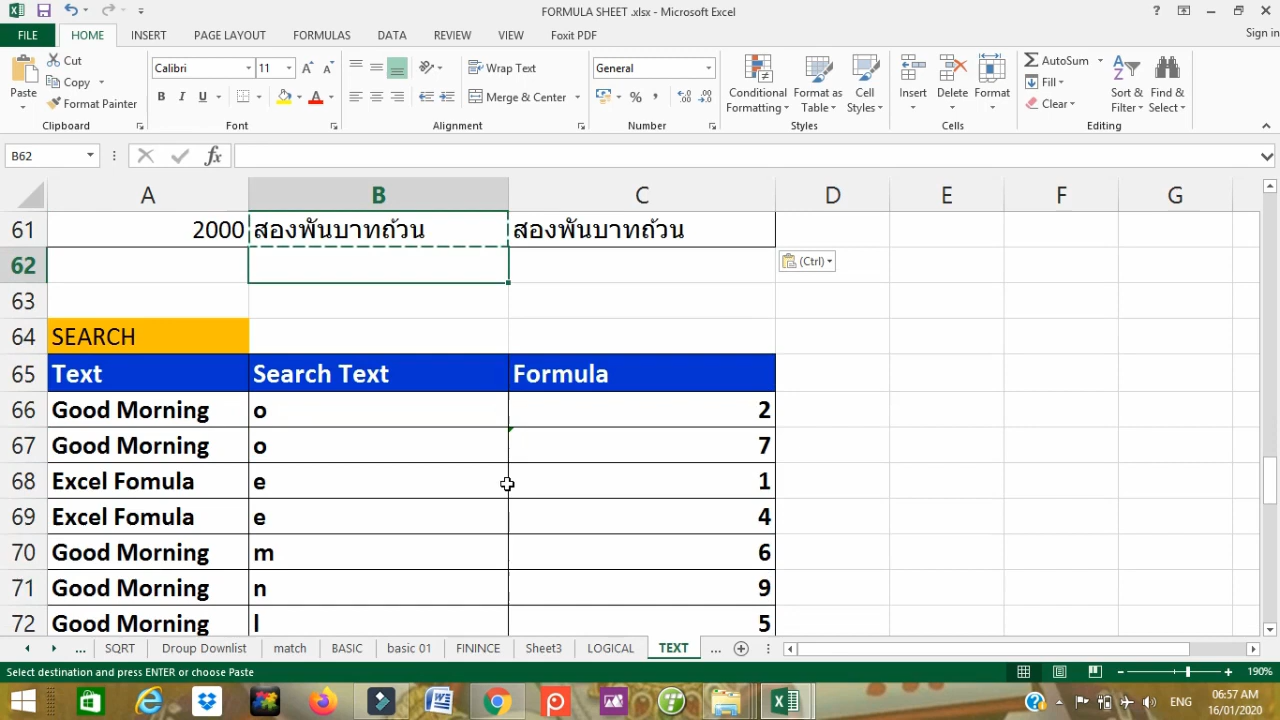 FORMULA SHEET .xlsx - Microsoft Excel
?
FILE HOME INSERT PAGE LAYOUT FORMULAS DATA REVIEW VIEW Foxit PDF Sign in
Paste
Cut
Copy
Format Painter
Clipboard
Calibri 11
B I U
Font
Wrap Text
Merge & Center
Alignment
General
%
Number
Conditional Formatting
Format as Table
Cell Styles
Styles
Insert
Delete
Format
Cells
AutoSum
Fill
Clear
Sort & Filter
Find & Select
Editing
B62 fx
A B C D E F G
61 2000 สองพันบาทถ้วน สองพันบาทถ้วน
62 (Ctrl)
63
64 SEARCH
65 Text Search Text Formula
66 Good Morning o 2
67 Good Morning o 7
68 Excel Fomula e 1
69 Excel Fomula e 4
70 Good Morning m 6
71 Good Morning n 9
72 Good Morning l 5
... SQRT Droup Downlist match BASIC basic 01 FININCE Sheet3 LOGICAL TEXT ...
Select destination and press ENTER or choose Paste 190%
ENG 06:57 AM
16/01/2020